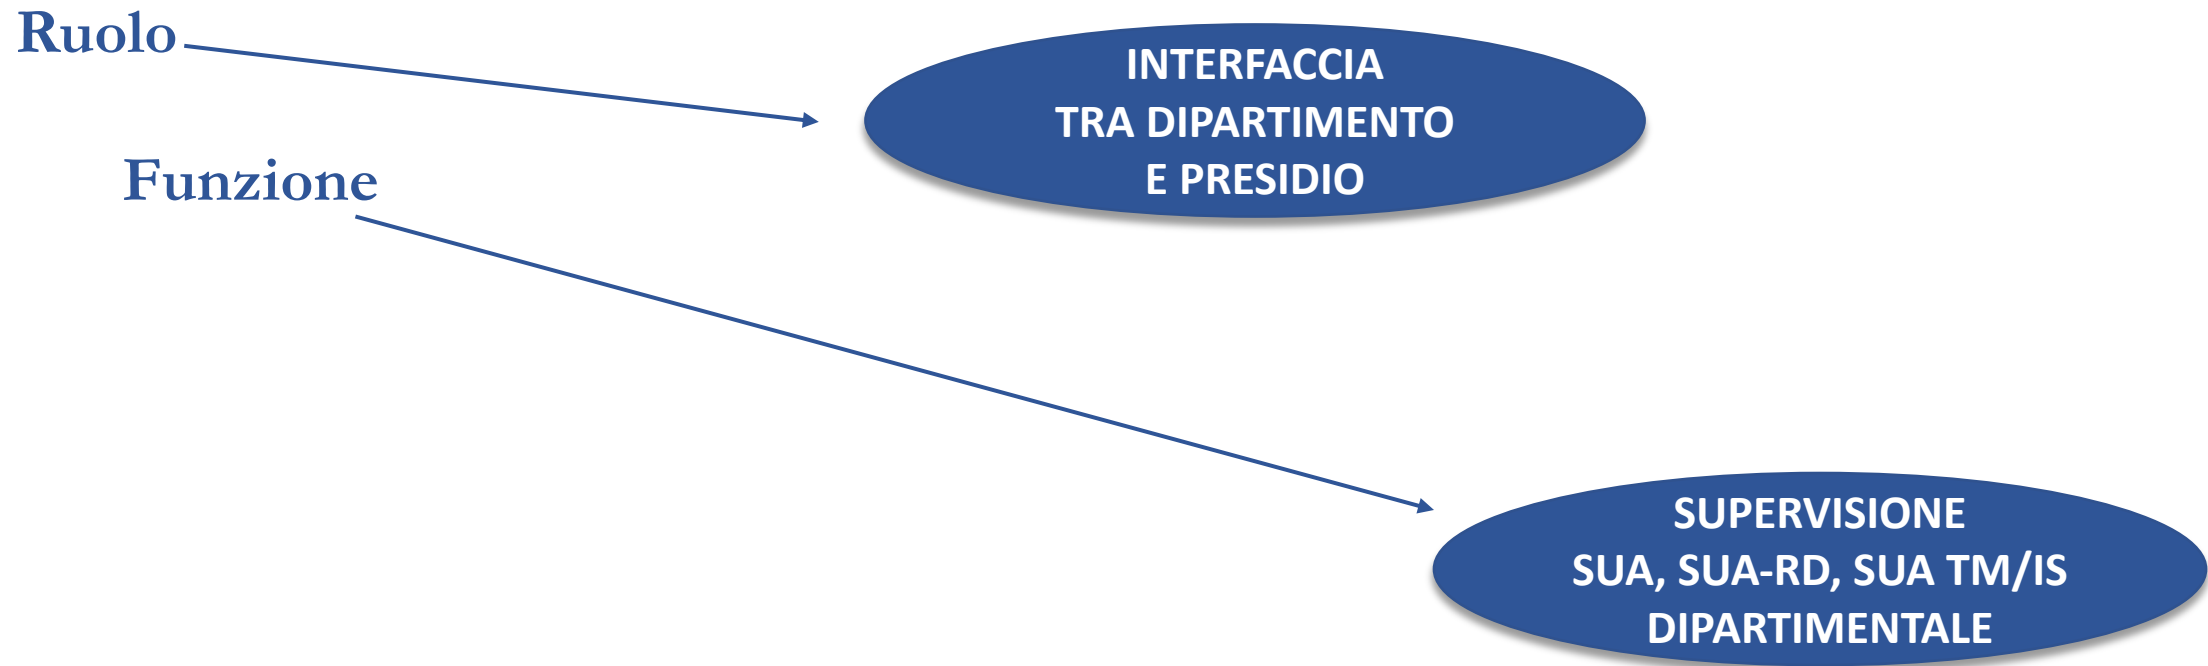 Ruolo
INTERFACCIA
TRA DIPARTIMENTO
E PRESIDIO
Funzione
SUPERVISIONE
SUA, SUA-RD, SUA TM/IS
DIPARTIMENTALE